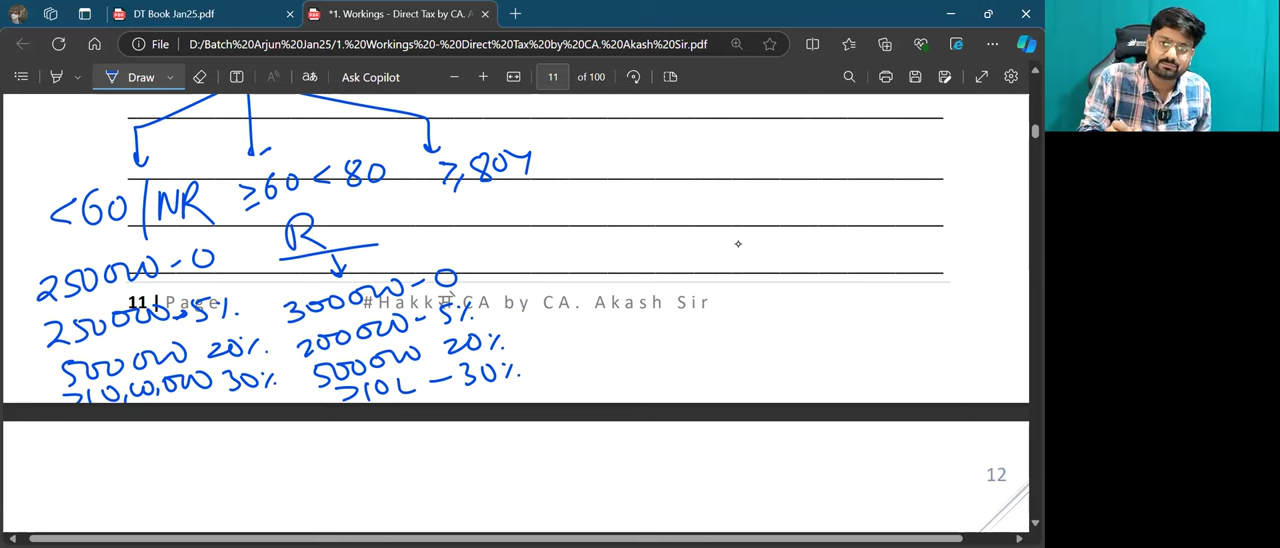 DT Book Jan25.pdf
*1. Workings - Direct Tax by CA. A
File D:/Batch%20Arjun%20Jan25/1.%20Workings%20-%20Direct%20Tax%20by%20CA.%20Akash%20Sir.pdf
Draw
Ask Copilot
11 of 100
<60 | NR
≥60 < 80
≥80Y
R
250000 - 0
250000 - 5%
500000 20%
>10,00,000 30%
300000 - 0
200000 - 5%
500000 20%
>10L - 30%
11 | Page
#Hakkसे CA by CA. Akash Sir
12